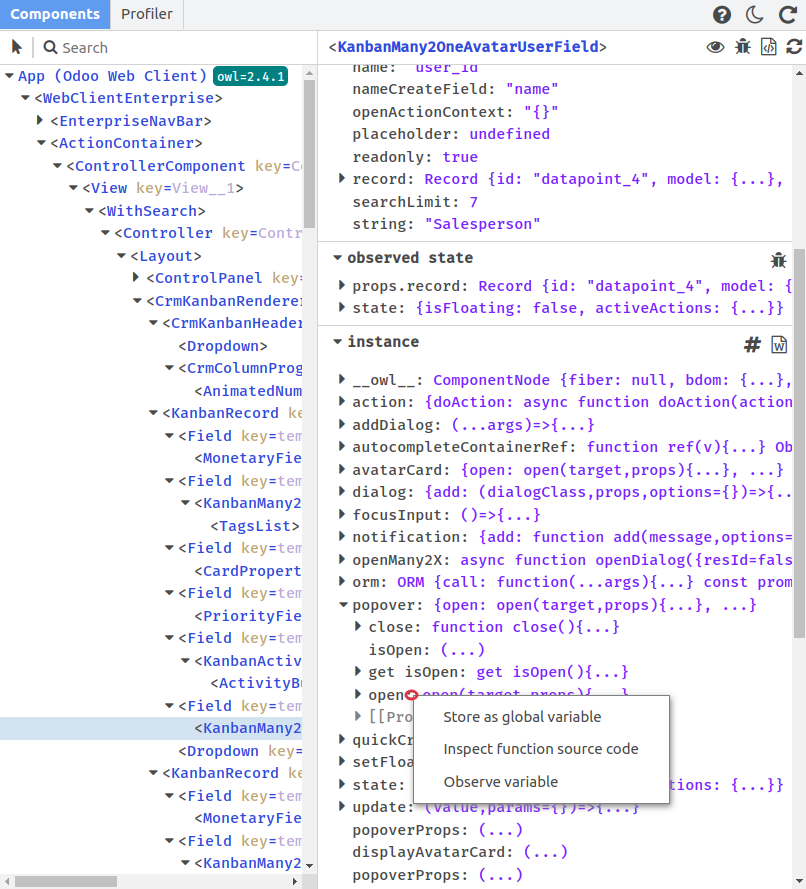 Components Profiler
Search
App (Odoo Web Client) owl=2.4.1
<WebClientEnterprise>
<EnterpriseNavBar>
<ActionContainer>
<ControllerComponent key=Co
<View key=View__1>
<WithSearch>
<Controller key=Contr
<Layout>
<ControlPanel key=
<CrmKanbanRenderer
<CrmKanbanHeader
<Dropdown>
<CrmColumnProg
<AnimatedNum
<KanbanRecord ke
<Field key=tem
<MonetaryFie
<Field key=tem
<KanbanMany2
<TagsList>
<Field key=tem
<CardPropert
<Field key=tem
<PriorityFie
<Field key=tem
<KanbanActiv
<ActivityBu
<Field key=tem
<KanbanMany2
<Dropdown key=
<KanbanRecord ke
<Field key=tem
<MonetaryFie
<Field key=tem
<KanbanMany2
<KanbanMany2OneAvatarUserField>
name: "user_id"
nameCreateField: "name"
openActionContext: "{}"
placeholder: undefined
readonly: true
record: Record {id: "datapoint_4", model: {...},
searchLimit: 7
string: "Salesperson"
observed state
props.record: Record {id: "datapoint_4", model: {
state: {isFloating: false, activeActions: {...}}
instance
#
W
__owl__: ComponentNode {fiber: null, bdom: {...},
action: {doAction: async function doAction(action
addDialog: (...args)=>{...}
autocompleteContainerRef: function ref(v){...} Ob
avatarCard: {open: open(target,props){...}, ...}
dialog: {add: (dialogClass,props,options={})=>{..
focusInput: ()=>{...}
notification: {add: function add(message,options=
openMany2X: async function openDialog({resId=fals
orm: ORM {call: function(...args){...} const prom
popover: {open: open(target,props){...}, ...}
close: function close(){...}
isOpen: (...)
get isOpen: get isOpen(){...}
open: open(target,props){...}
[[Pro
quickCr
setFloa
state: tions: {...}}
update: (value,params={})=>{...}
popoverProps: (...)
displayAvatarCard: (...)
popoverProps: (...)
Store as global variable
Inspect function source code
Observe variable